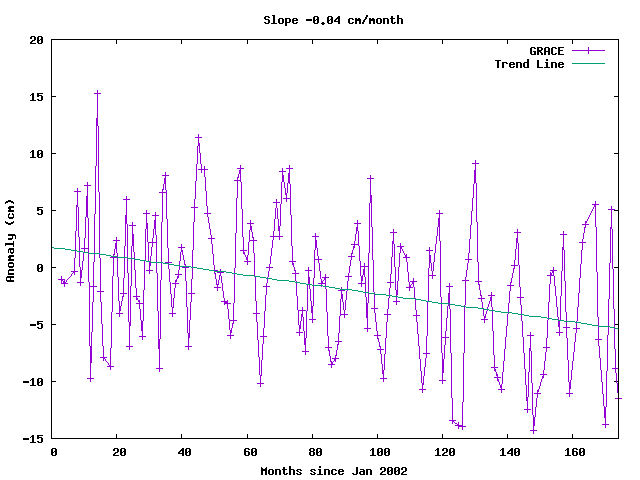 Slope -0.04 cm/month
GRACE
Trend Line
20
15
10
5
0
-5
-10
-15
Anomaly (cm)
0 20 40 60 80 100 120 140 160
Months since Jan 2002